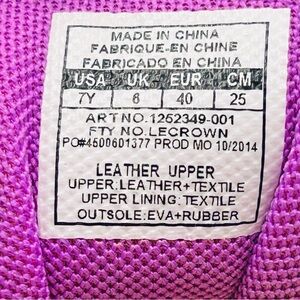 MADE IN CHINA
FABRIQUE-EN CHINE
FABRICADO EN CHINA
USA UK EUR CM
7Y 6 40 25
ART NO.1252349-001
FTY NO.LECROWN
PO#4500601377 PROD MO 10/2014
LEATHER UPPER
UPPER:LEATHER+TEXTILE
UPPER LINING: TEXTILE
OUTSOLE:EVA+RUBBER